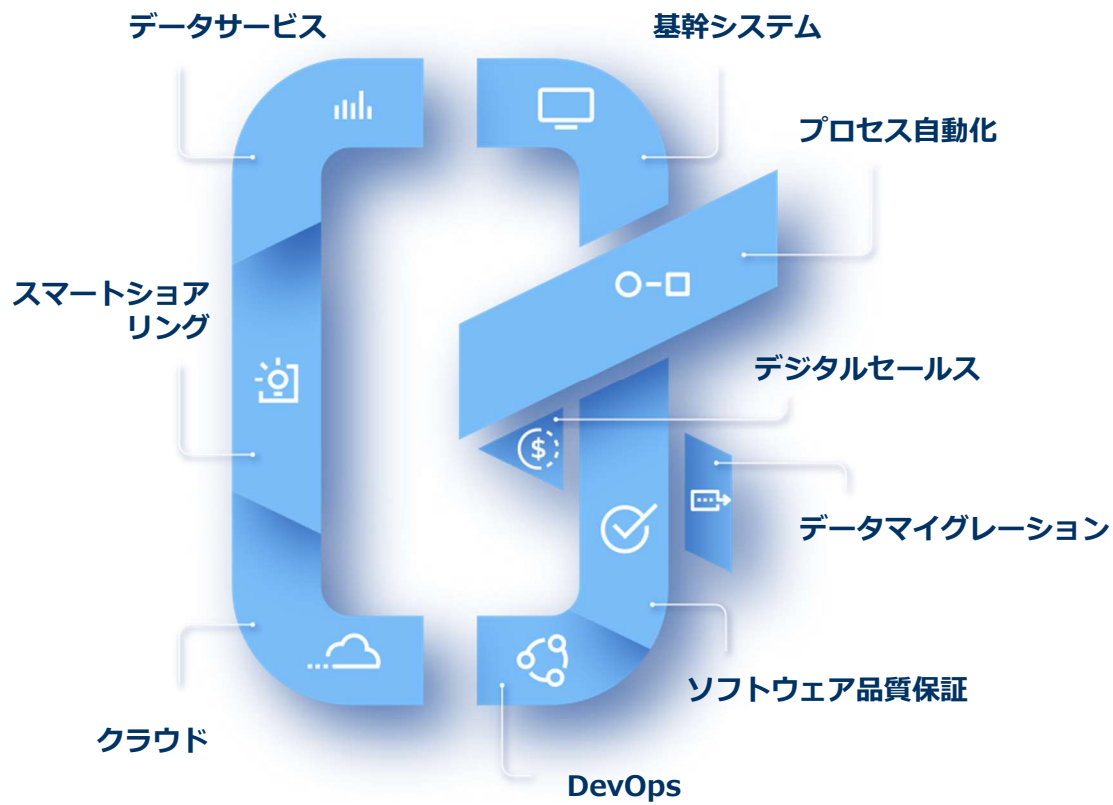 データサービス
基幹システム
プロセス自動化
スマートショア
リング
デジタルセールス
データマイグレーション
ソフトウェア品質保証
クラウド
DevOps
$